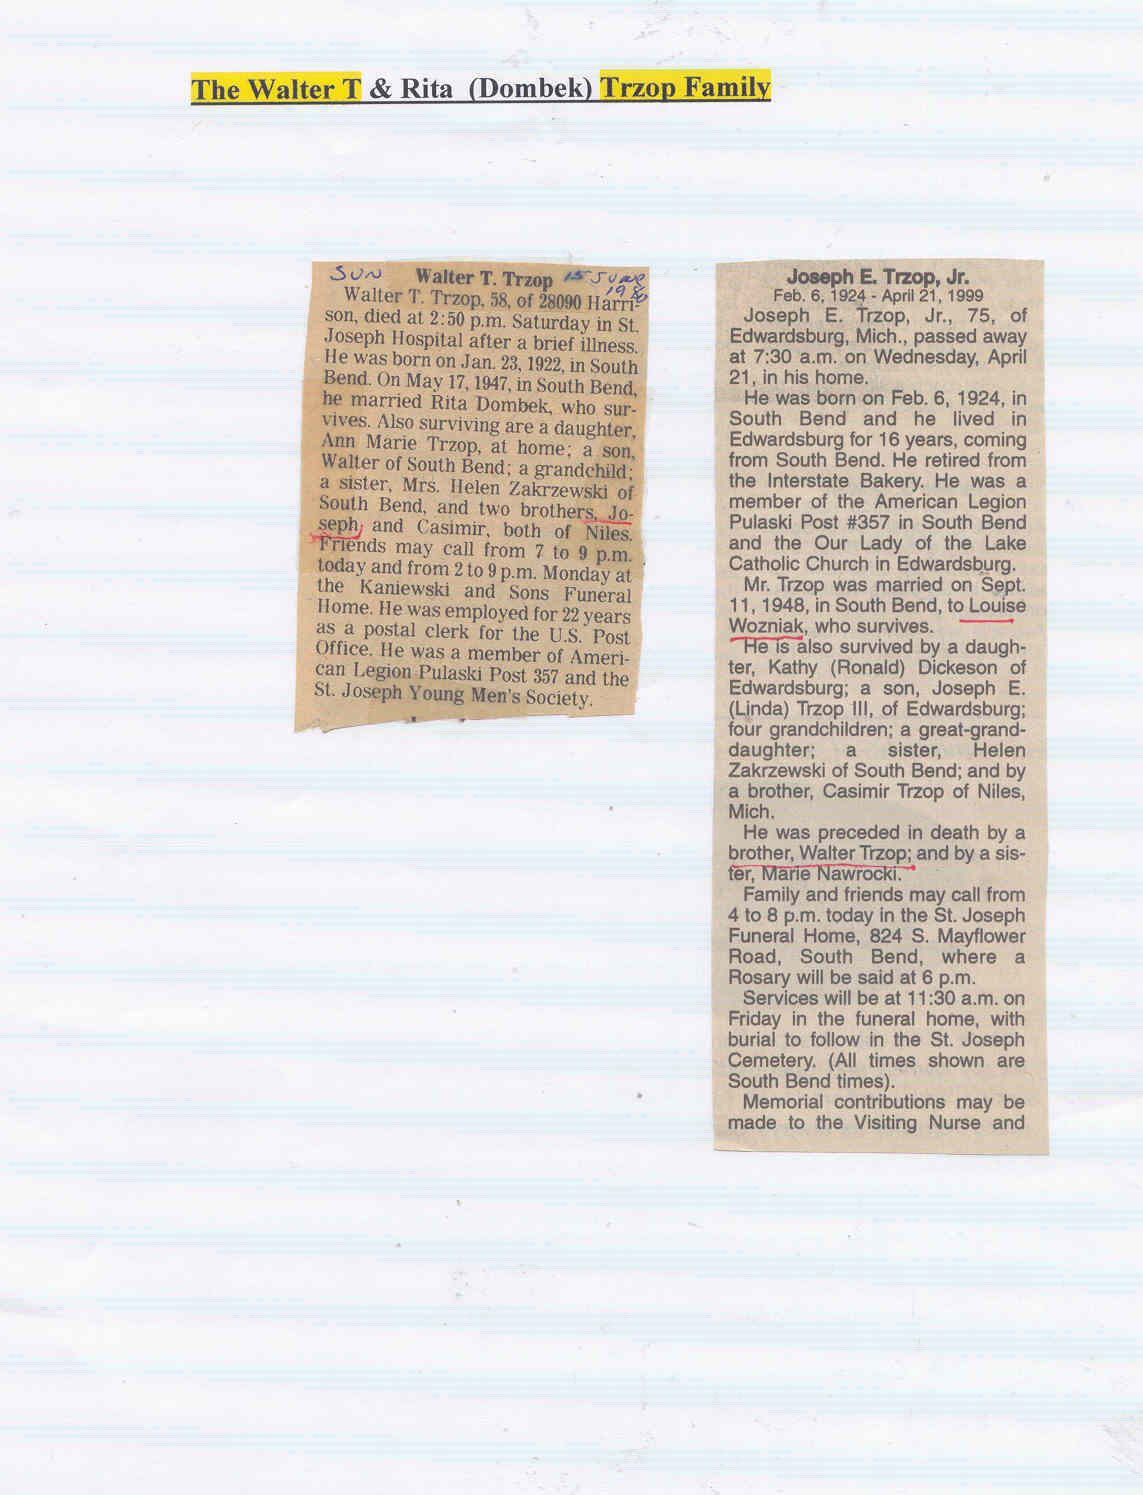 The Walter T & Rita (Dombek) Trzop Family
SUN Walter T. Trzop 15 JUNE
1980
Walter T. Trzop, 58, of 28090 Harri-
son, died at 2:50 p.m. Saturday in St.
Joseph Hospital after a brief illness.
He was born on Jan. 23, 1922, in South
Bend. On May 17, 1947, in South Bend,
he married Rita Dombek, who sur-
vives. Also surviving are a daughter,
Ann Marie Trzop, at home; a son,
Walter of South Bend; a grandchild;
a sister, Mrs. Helen Zakrzewski of
South Bend, and two brothers, Jo-
seph, and Casimir, both of Niles.
Friends may call from 7 to 9 p.m.
today and from 2 to 9 p.m. Monday at
the Kaniewski and Sons Funeral
Home. He was employed for 22 years
as a postal clerk for the U.S. Post
Office. He was a member of Ameri-
can Legion Pulaski Post 357 and the
St. Joseph Young Men's Society.
Joseph E. Trzop, Jr.
Feb. 6, 1924 - April 21, 1999
Joseph E. Trzop, Jr., 75, of
Edwardsburg, Mich., passed away
at 7:30 a.m. on Wednesday, April
21, in his home.
He was born on Feb. 6, 1924, in
South Bend and he lived in
Edwardsburg for 16 years, coming
from South Bend. He retired from
the Interstate Bakery. He was a
member of the American Legion
Pulaski Post #357 in South Bend
and the Our Lady of the Lake
Catholic Church in Edwardsburg.
Mr. Trzop was married on Sept.
11, 1948, in South Bend, to Louise
Wozniak, who survives.
He is also survived by a daugh-
ter, Kathy (Ronald) Dickeson of
Edwardsburg; a son, Joseph E.
(Linda) Trzop III, of Edwardsburg;
four grandchildren; a great-grand-
daughter; a sister, Helen
Zakrzewski of South Bend; and by
a brother, Casimir Trzop of Niles,
Mich.
He was preceded in death by a
brother, Walter Trzop; and by a sis-
ter, Marie Nawrocki.
Family and friends may call from
4 to 8 p.m. today in the St. Joseph
Funeral Home, 824 S. Mayflower
Road, South Bend, where a
Rosary will be said at 6 p.m.
Services will be at 11:30 a.m. on
Friday in the funeral home, with
burial to follow in the St. Joseph
Cemetery. (All times shown are
South Bend times).
Memorial contributions may be
made to the Visiting Nurse and